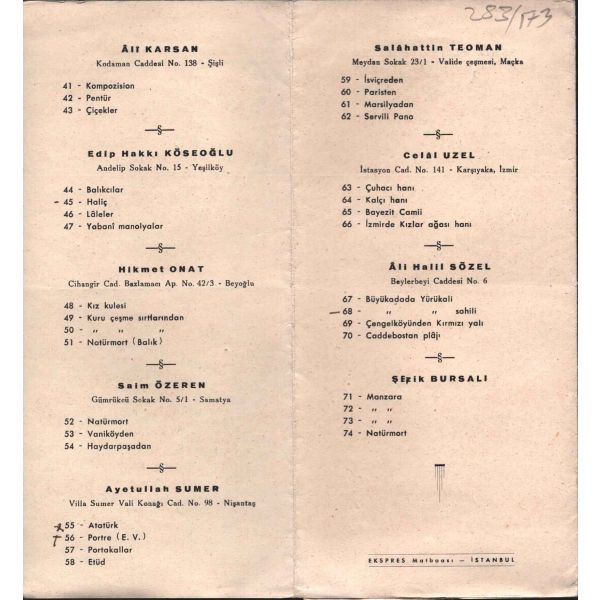 Âli KARSAN
Kodaman Caddesi No. 138 - Şişli
41 - Kompozision
42 - Pentür
43 - Çiçekler
Edip Hakkı KÖSEOĞLU
Andelip Sokak No. 15 - Yeşilköy
44 - Balıkcılar
- 45 - Haliç
46 - Lâleler
47 - Yabanî manolyalar
Hikmet ONAT
Cihangir Cad. Bazlamacı Ap. No. 42/3 - Beyoğlu
48 - Kız kulesi
49 - Kuru çeşme sırtlarından
50 - " " "
51 - Natürmort (Balık)
Saim ÖZEREN
Gümrükcü Sokak No. 5/1 - Samatya
52 - Natürmort
53 - Vaniköyden
54 - Haydarpaşadan
Ayetullah SUMER
Villa Sumer Vali Konağı Cad. No. 98 - Nişantaş
55 - Atatürk
56 - Portre (E. V.)
57 - Portakallar
58 - Etüd
283/173
Salâhattin TEOMAN
Meydan Sokak 23/1 - Valide çeşmesi, Maçka
59 - İsviçreden
60 - Paristen
61 - Marsilyadan
62 - Servili Pano
Celâl UZEL
İstasyon Cad. No. 141 - Karşıyaka, İzmir
63 - Çuhacı hanı
64 - Kalçı hanı
65 - Bayezit Camii
66 - İzmirde Kızlar ağası hanı
Âli Halil SÖZEL
Beylerbeyi Caddesi No. 6
67 - Büyükadada Yürükali
- 68 - " " sahili
69 - Çengelköyünden Kırmızı yalı
70 - Caddebostan plâjı
Şefik BURSALI
71 - Manzara
72 - " "
73 - " "
74 - Natürmort
EKSPRES Matbaası - İSTANBUL